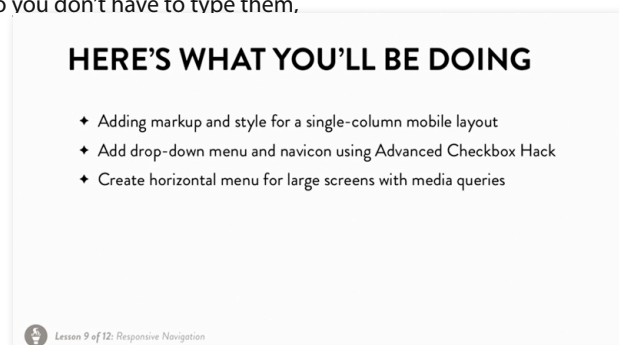 o you don't have to type them,
HERE'S WHAT YOU'LL BE DOING
✦ Adding markup and style for a single-column mobile layout
✦ Add drop-down menu and navicon using Advanced Checkbox Hack
✦ Create horizontal menu for large screens with media queries
Lesson 9 of 12: Responsive Navigation